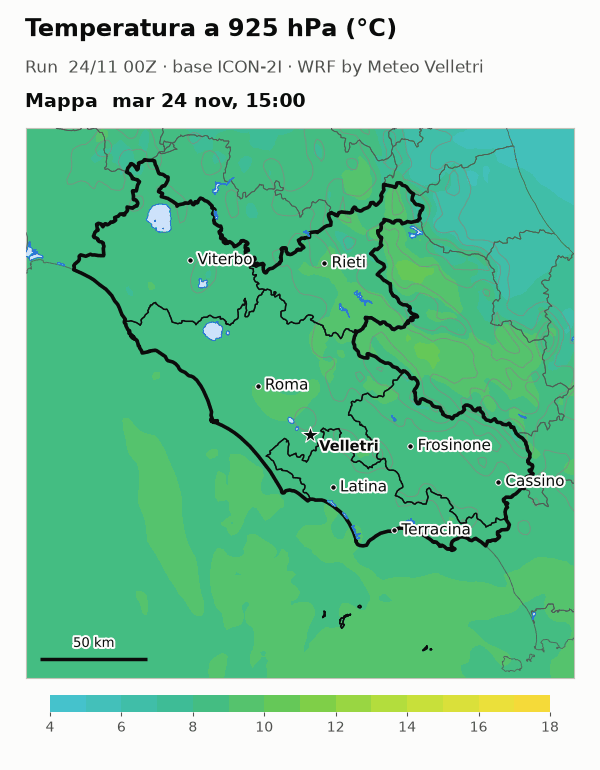 Temperatura a 925 hPa (°C)
Run  24/11 00Z · base ICON-2I · WRF by Meteo Velletri
Mappa  mar 24 nov, 15:00
Viterbo
Rieti
Roma
Velletri
Frosinone
Cassino
Latina
Terracina
50 km
4 6 8 10 12 14 16 18